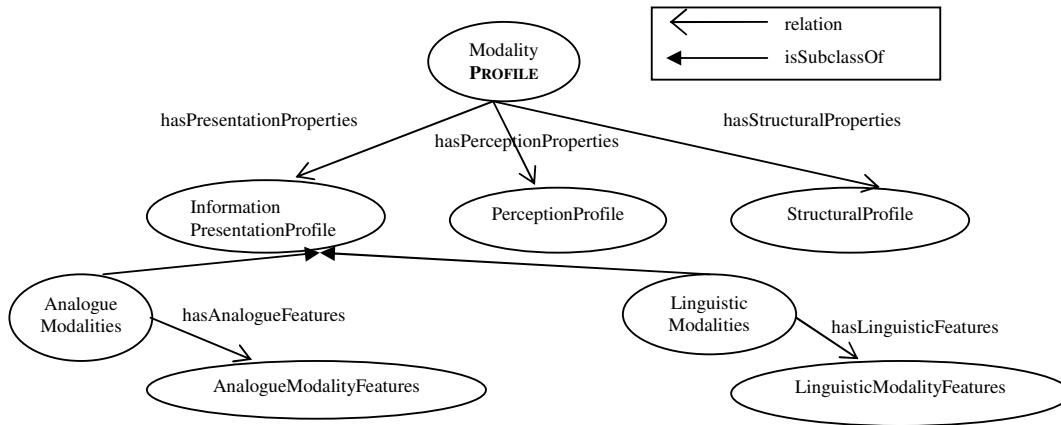 relation
isSubclassOf
Modality
PROFILE
hasPresentationProperties
hasPerceptionProperties
hasStructuralProperties
Information
PresentationProfile
PerceptionProfile
StructuralProfile
Analogue
Modalities
hasAnalogueFeatures
Linguistic
Modalities
hasLinguisticFeatures
AnalogueModalityFeatures
LinguisticModalityFeatures